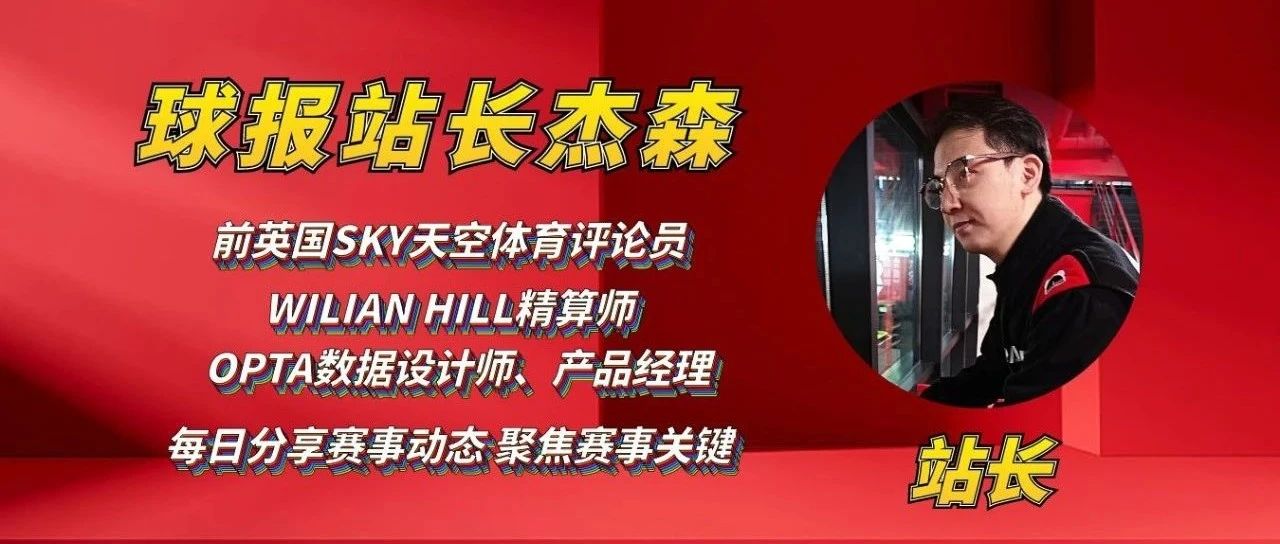 球报站长杰森
前英国SKY天空体育评论员
WILIAN HILL精算师
OPTA数据设计师、产品经理
每日分享赛事动态 聚焦赛事关键
站长